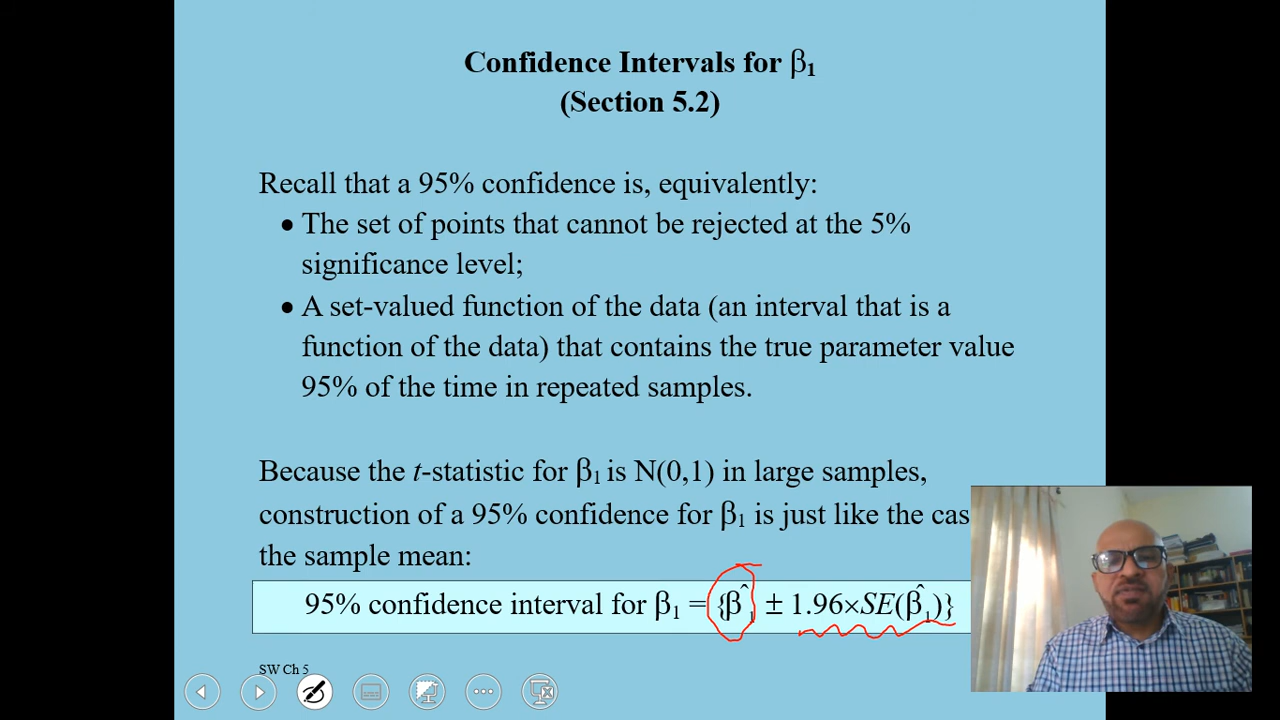 Confidence Intervals for β₁
(Section 5.2)
Recall that a 95% confidence is, equivalently:
• The set of points that cannot be rejected at the 5%
significance level;
• A set-valued function of the data (an interval that is a
function of the data) that contains the true parameter value
95% of the time in repeated samples.
Because the t-statistic for β₁ is N(0,1) in large samples,
construction of a 95% confidence for β₁ is just like the
the sample mean:
95% confidence interval for β₁ = {β̂₁ ± 1.96×SE(β̂₁)}
SW Ch 5